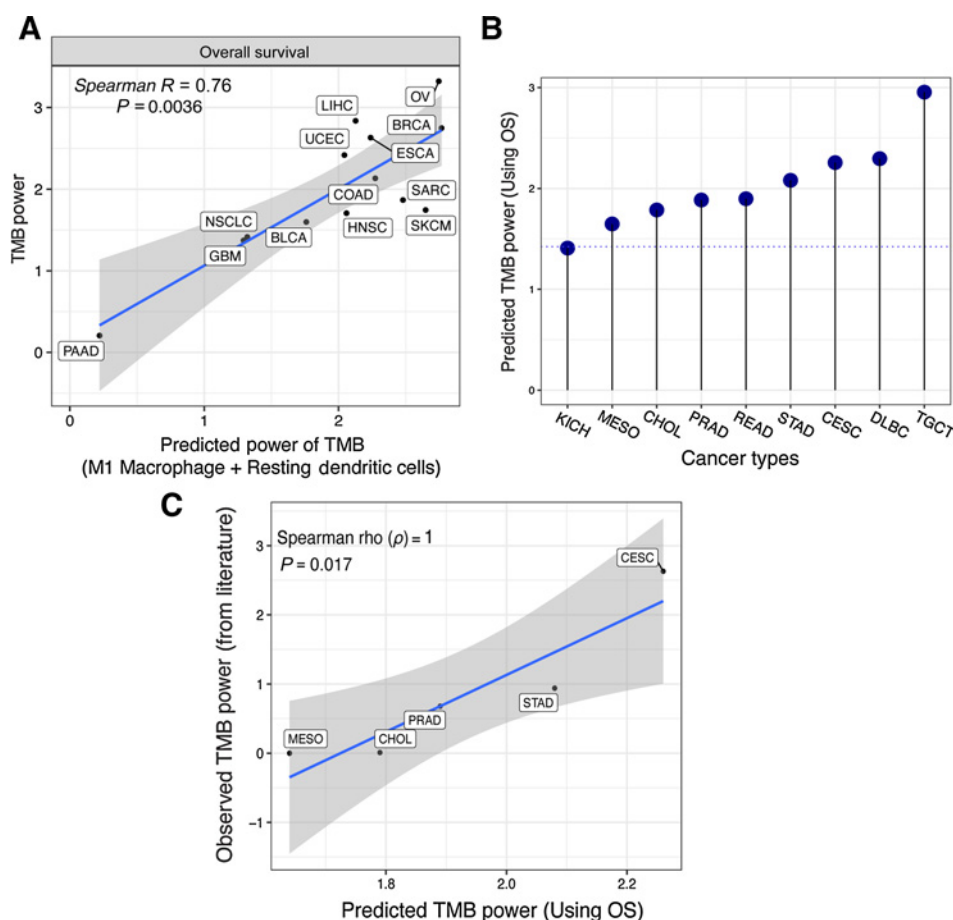 A
Overall survival
Spearman R = 0.76
P = 0.0036
OV
LIHC
BRCA
UCEC
ESCA
COAD
SARC
NSCLC
HNSC
SKCM
BLCA
GBM
PAAD
TMB power
3
2
1
0
0 1 2
Predicted power of TMB
(M1 Macrophage + Resting dendritic cells)
B
Predicted TMB power (Using OS)
3
2
1
0
KICH MESO CHOL PRAD READ STAD CESC DLBC TGCT
Cancer types
C
Observed TMB power (from literature)
Spearman rho (ρ) = 1
P = 0.017
CESC
STAD
PRAD
MESO
CHOL
3
2
1
0
−1
1.8 2.0 2.2
Predicted TMB power (Using OS)